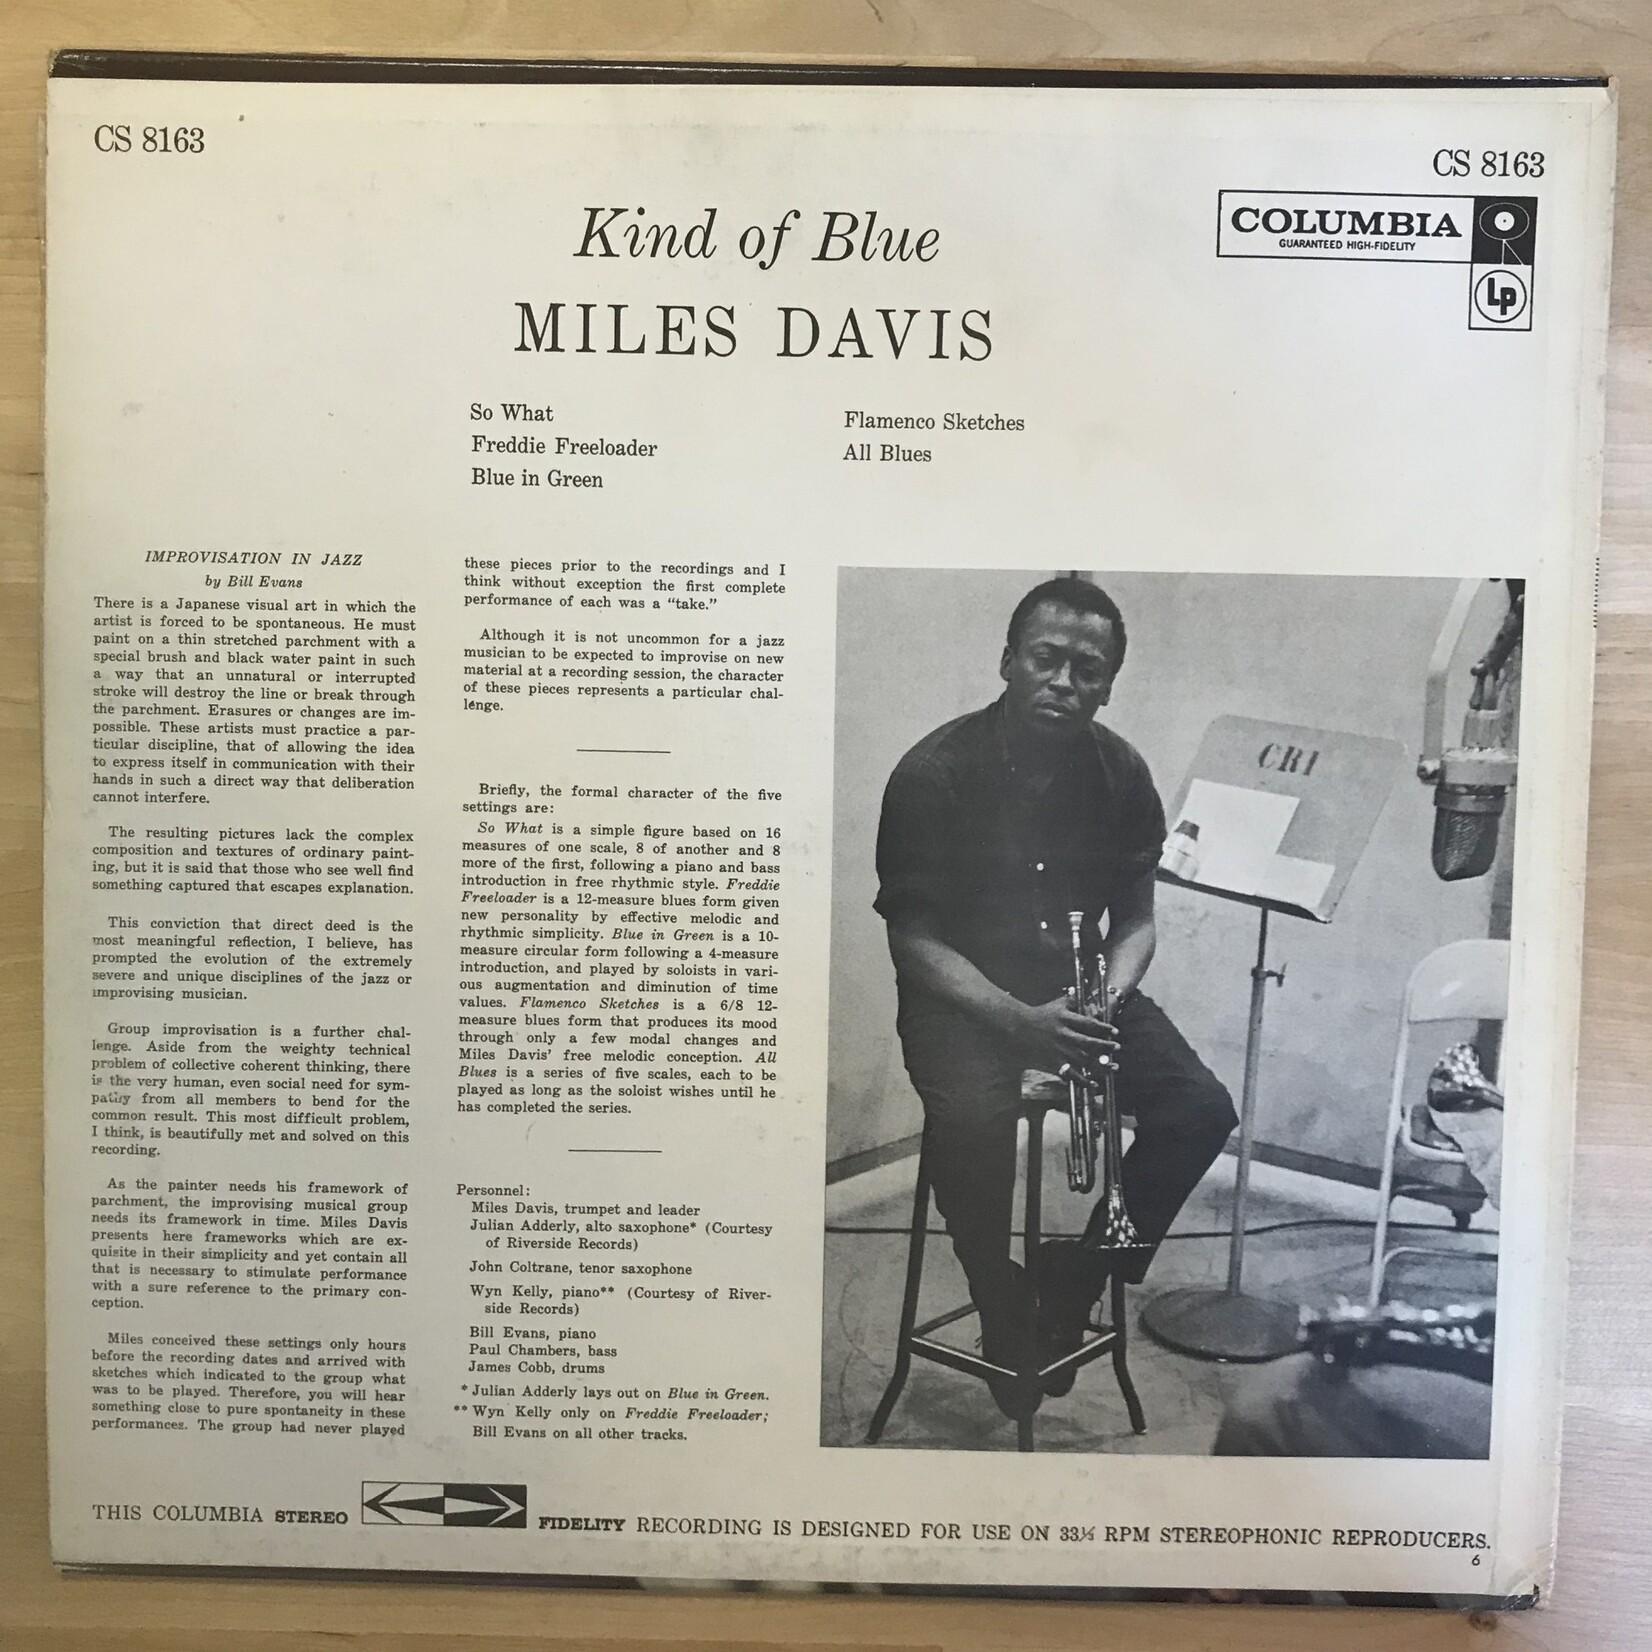 CS 8163
CS 8163
COLUMBIA
GUARANTEED HIGH-FIDELITY
Lp
Kind of Blue
MILES DAVIS
So What
Freddie Freeloader
Blue in Green
Flamenco Sketches
All Blues
IMPROVISATION IN JAZZ
by Bill Evans
There is a Japanese visual art in which the
artist is forced to be spontaneous. He must
paint on a thin stretched parchment with a
special brush and black water paint in such
a way that an unnatural or interrupted
stroke will destroy the line or break through
the parchment. Erasures or changes are im-
possible. These artists must practice a par-
ticular discipline, that of allowing the idea
to express itself in communication with their
hands in such a direct way that deliberation
cannot interfere.
The resulting pictures lack the complex
composition and textures of ordinary paint-
ing, but it is said that those who see well find
something captured that escapes explanation.
This conviction that direct deed is the
most meaningful reflection, I believe, has
prompted the evolution of the extremely
severe and unique disciplines of the jazz or
improvising musician.
Group improvisation is a further chal-
lenge. Aside from the weighty technical
problem of collective coherent thinking, there
is the very human, even social need for sym-
pathy from all members to bend for the
common result. This most difficult problem,
I think, is beautifully met and solved on this
recording.
As the painter needs his framework of
parchment, the improvising musical group
needs its framework in time. Miles Davis
presents here frameworks which are ex-
quisite in their simplicity and yet contain all
that is necessary to stimulate performance
with a sure reference to the primary con-
ception.
Miles conceived these settings only hours
before the recording dates and arrived with
sketches which indicated to the group what
was to be played. Therefore, you will hear
something close to pure spontaneity in these
performances. The group had never played
these pieces prior to the recordings and I
think without exception the first complete
performance of each was a "take."
Although it is not uncommon for a jazz
musician to be expected to improvise on new
material at a recording session, the character
of these pieces represents a particular chal-
lenge.
Briefly, the formal character of the five
settings are:
So What is a simple figure based on 16
measures of one scale, 8 of another and 8
more of the first, following a piano and bass
introduction in free rhythmic style. Freddie
Freeloader is a 12-measure blues form given
new personality by effective melodic and
rhythmic simplicity. Blue in Green is a 10-
measure circular form following a 4-measure
introduction, and played by soloists in vari-
ous augmentation and diminution of time
values. Flamenco Sketches is a 6/8 12-
measure blues form that produces its mood
through only a few modal changes and
Miles Davis' free melodic conception. All
Blues is a series of five scales, each to be
played as long as the soloist wishes until he
has completed the series.
Personnel:
Miles Davis, trumpet and leader
Julian Adderly, alto saxophone* (Courtesy
of Riverside Records)
John Coltrane, tenor saxophone
Wyn Kelly, piano** (Courtesy of River-
side Records)
Bill Evans, piano
Paul Chambers, bass
James Cobb, drums
* Julian Adderly lays out on Blue in Green.
** Wyn Kelly only on Freddie Freeloader;
Bill Evans on all other tracks.
CRI
THIS COLUMBIA STEREO FIDELITY RECORDING IS DESIGNED FOR USE ON 33⅓ RPM STEREOPHONIC REPRODUCERS.
6